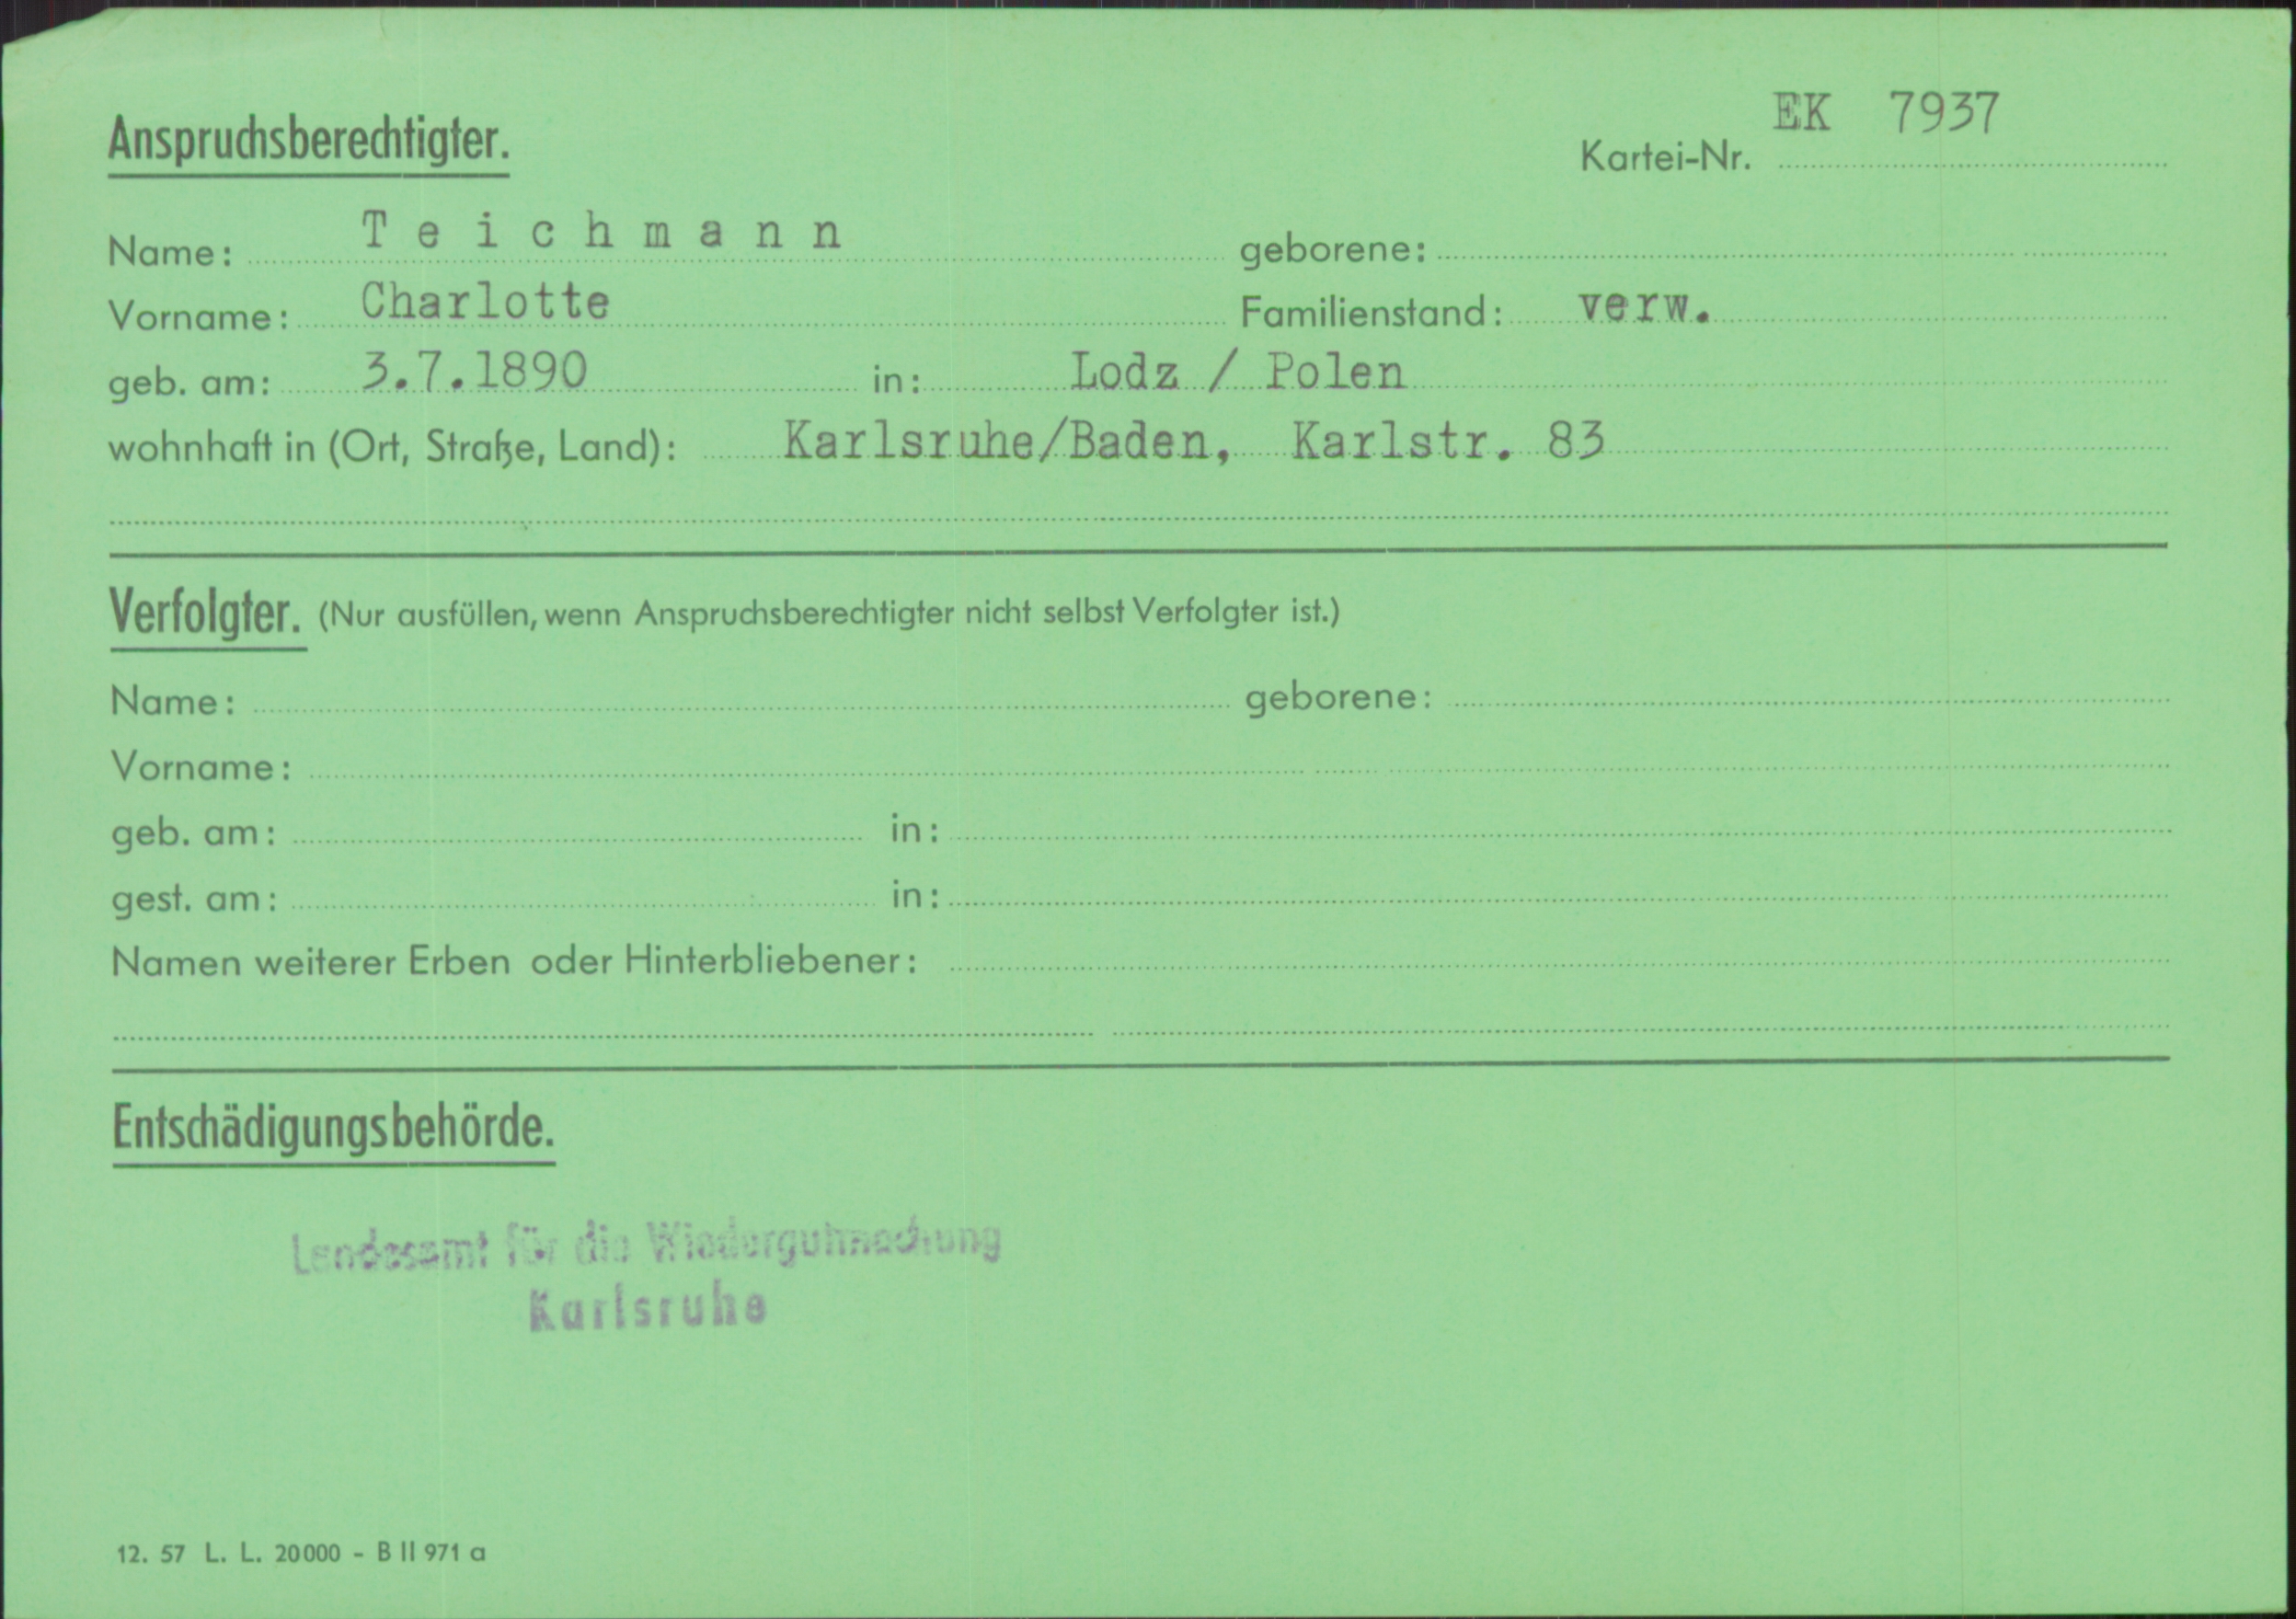 Anspruchsberechtigter.
Kartei-Nr. EK 7937
Name: Teichmann geborene:
Vorname: Charlotte Familienstand: verw.
geb. am: 3.7.1890 in: Lodz / Polen
wohnhaft in (Ort, Straße, Land): Karlsruhe/Baden, Karlstr. 83
Verfolgter. (Nur ausfüllen, wenn Anspruchsberechtigter nicht selbst Verfolgter ist.)
Name: geborene:
Vorname:
geb. am: in:
gest. am: in:
Namen weiterer Erben oder Hinterbliebener:
Entschädigungsbehörde.
Landesamt für die Wiedergutmachung
Karlsruhe
12. 57 L. L. 20000 - B II 971 a